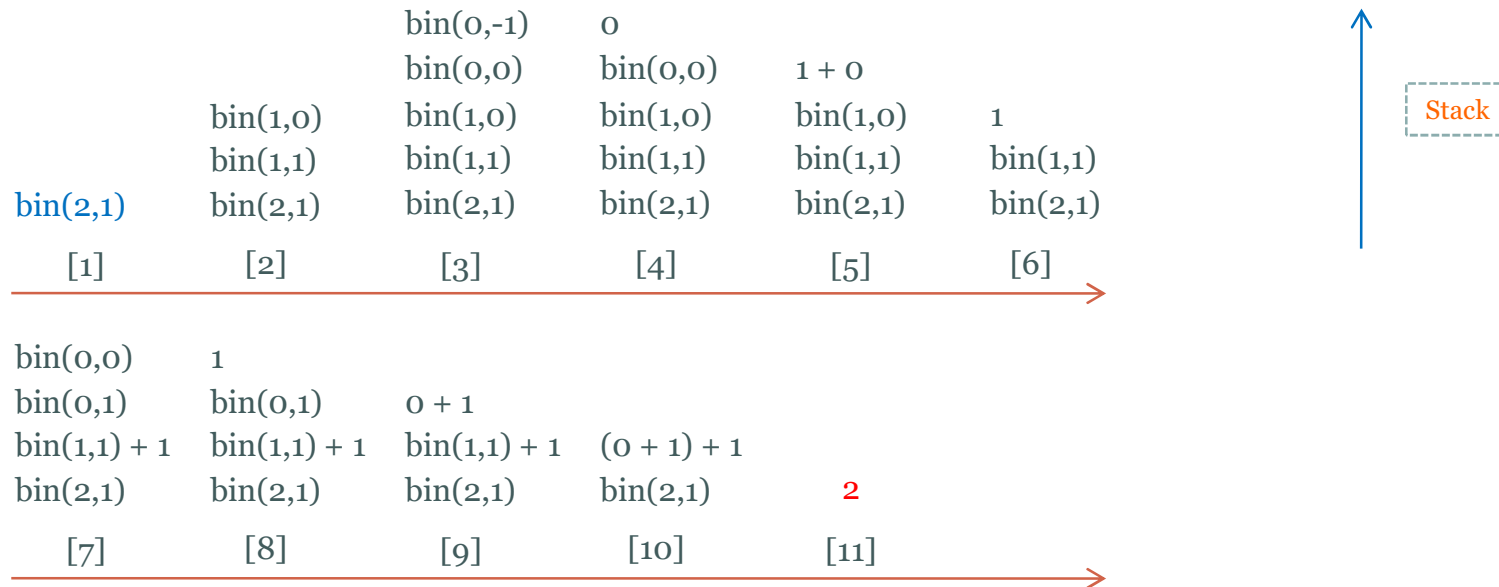 bin(0,-1) 0
bin(0,0) bin(0,0) 1 + 0
Stack
bin(1,0) bin(1,0) bin(1,0) bin(1,0) 1
bin(1,1) bin(1,1) bin(1,1) bin(1,1) bin(1,1)
bin(2,1) bin(2,1) bin(2,1) bin(2,1) bin(2,1) bin(2,1)
[1] [2] [3] [4] [5] [6]
bin(0,0) 1
bin(0,1) bin(0,1) 0 + 1
bin(1,1) + 1 bin(1,1) + 1 bin(1,1) + 1 (0 + 1) + 1
bin(2,1) bin(2,1) bin(2,1) bin(2,1) 2
[7] [8] [9] [10] [11]